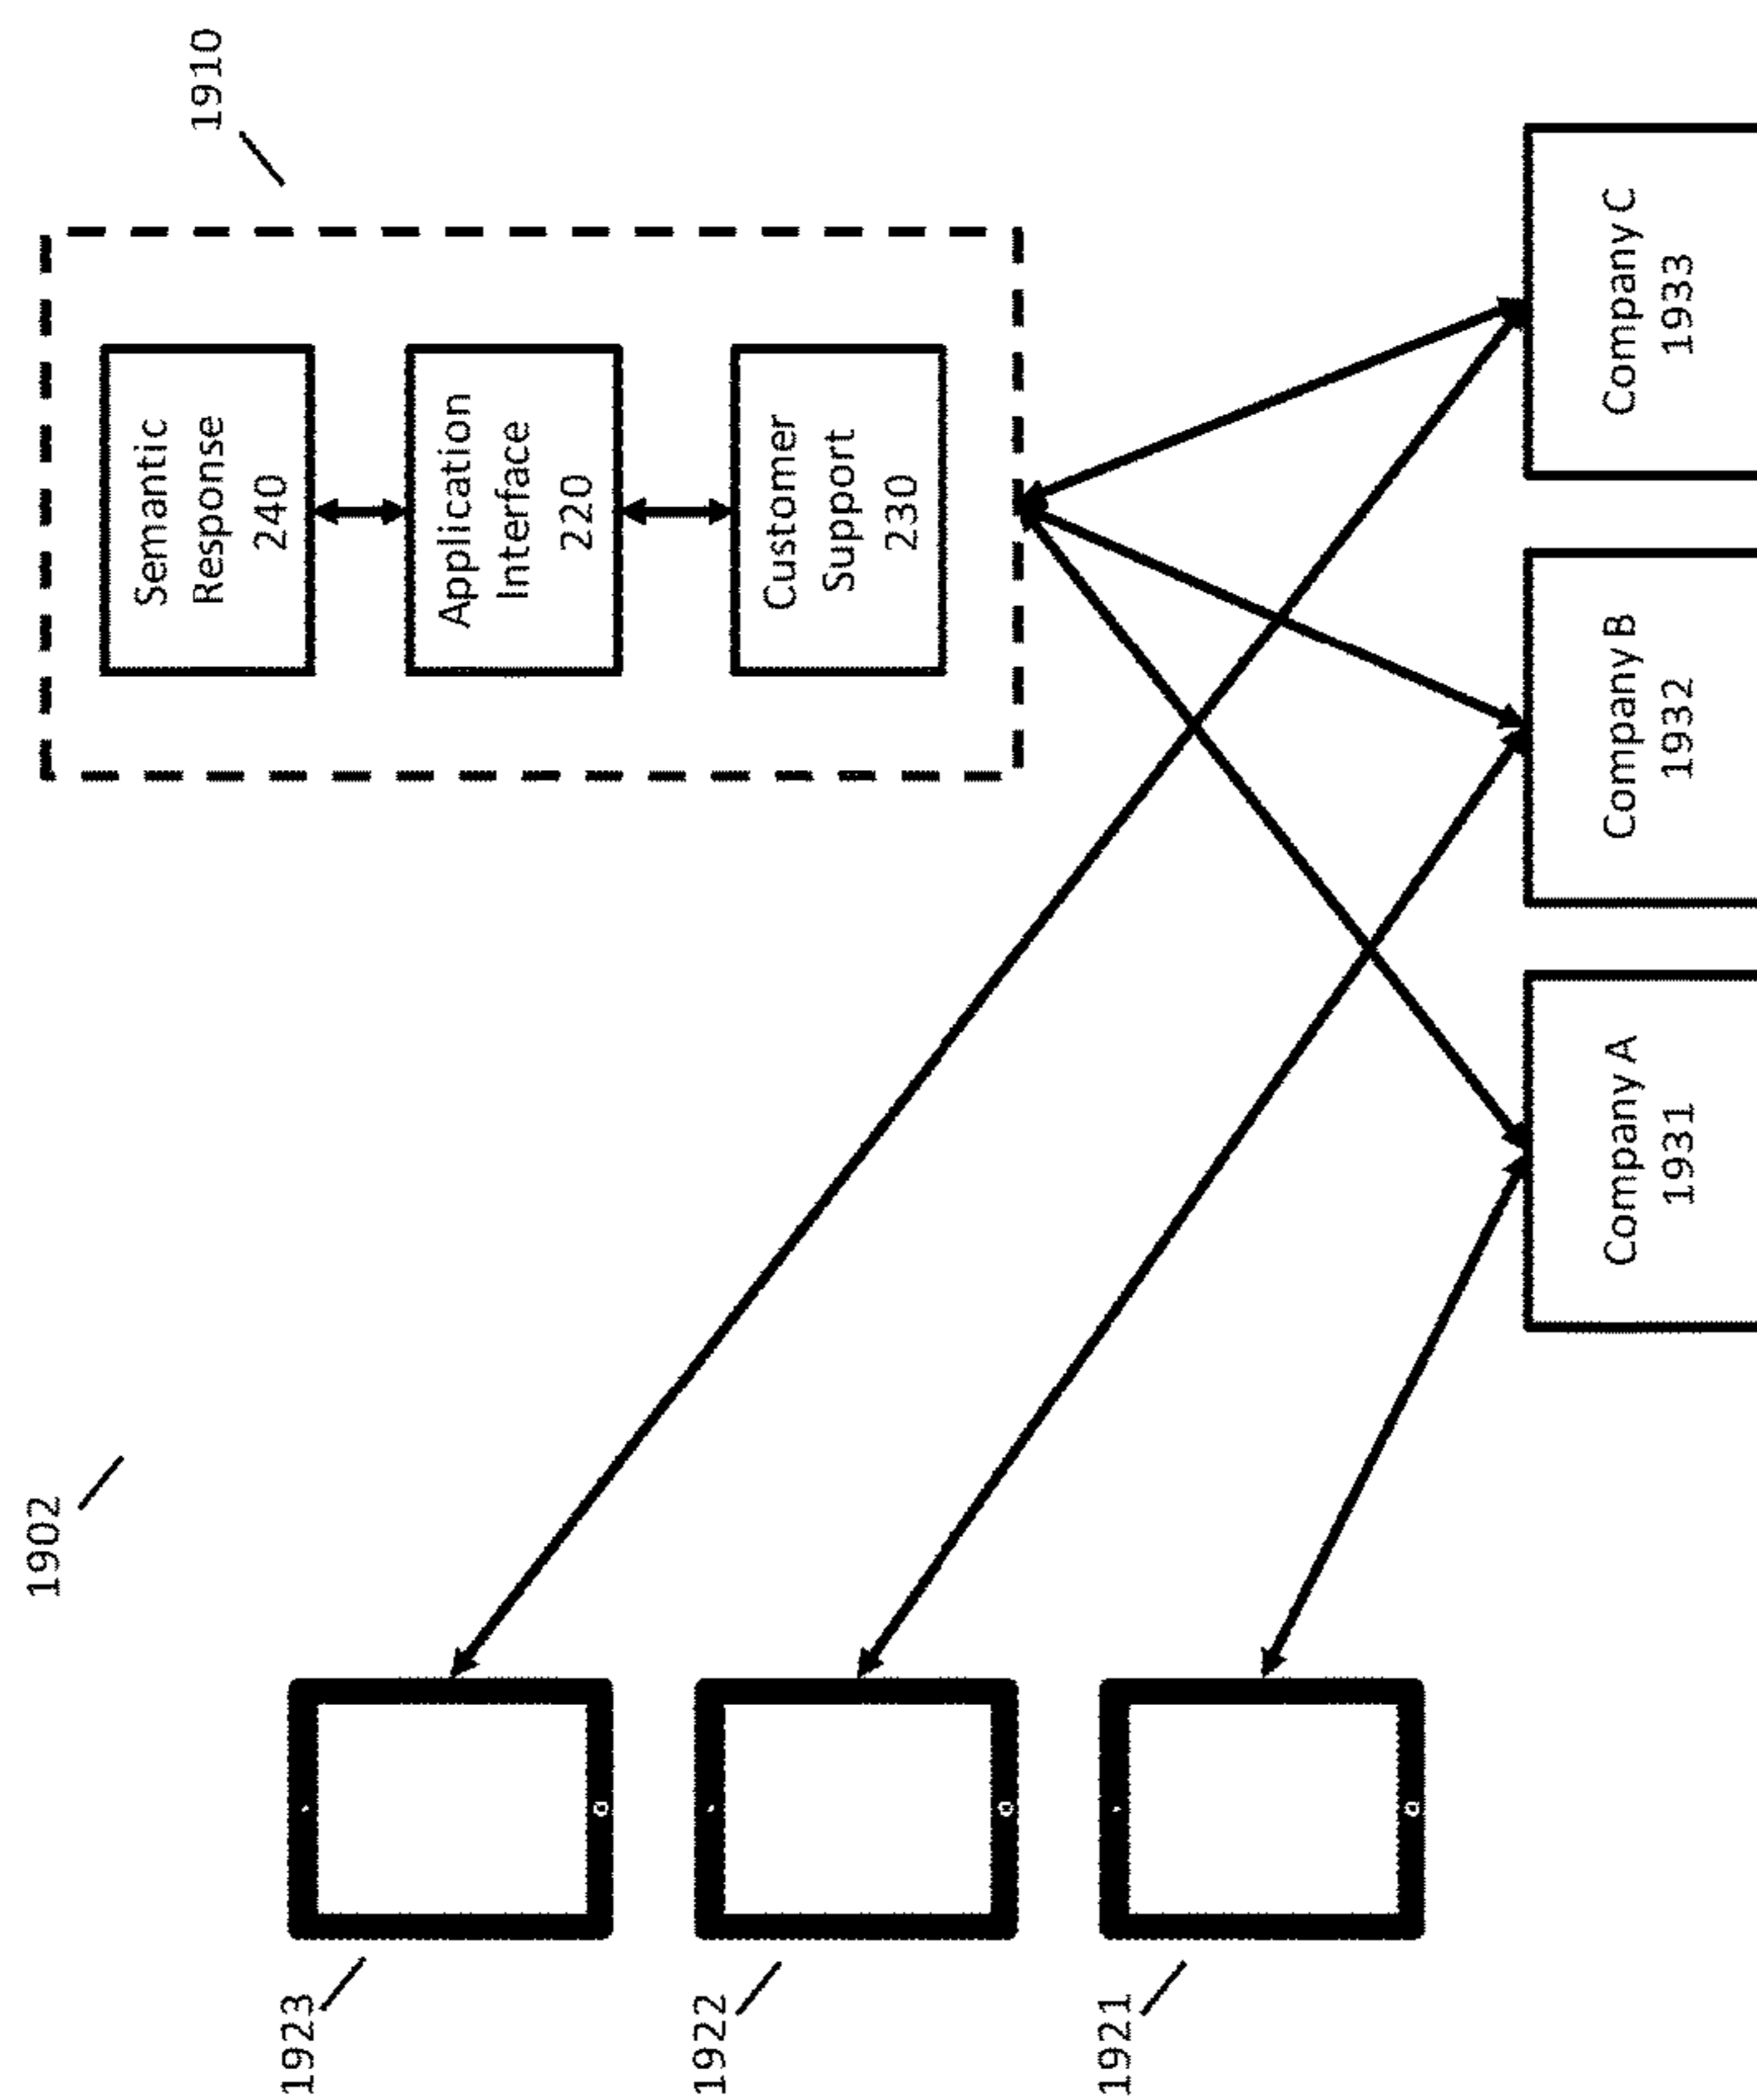 1902
1910
Semantic
Response
240
Application
Interface
220
Customer
Support
230
1923
1922
1921
Company A
1931
Company B
1932
Company C
1933